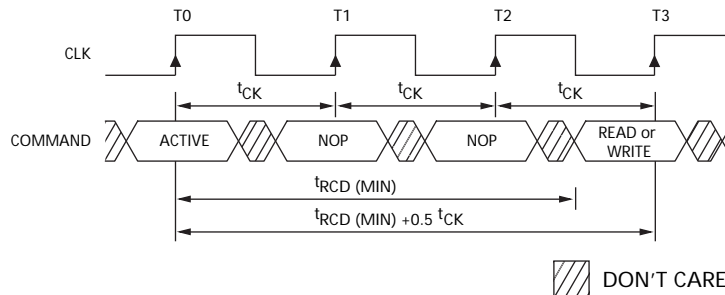 T0 T1 T2 T3
CLK
tCK tCK tCK
COMMAND ACTIVE NOP NOP READ or
WRITE
tRCD (MIN)
tRCD (MIN) +0.5 tCK
DON'T CARE